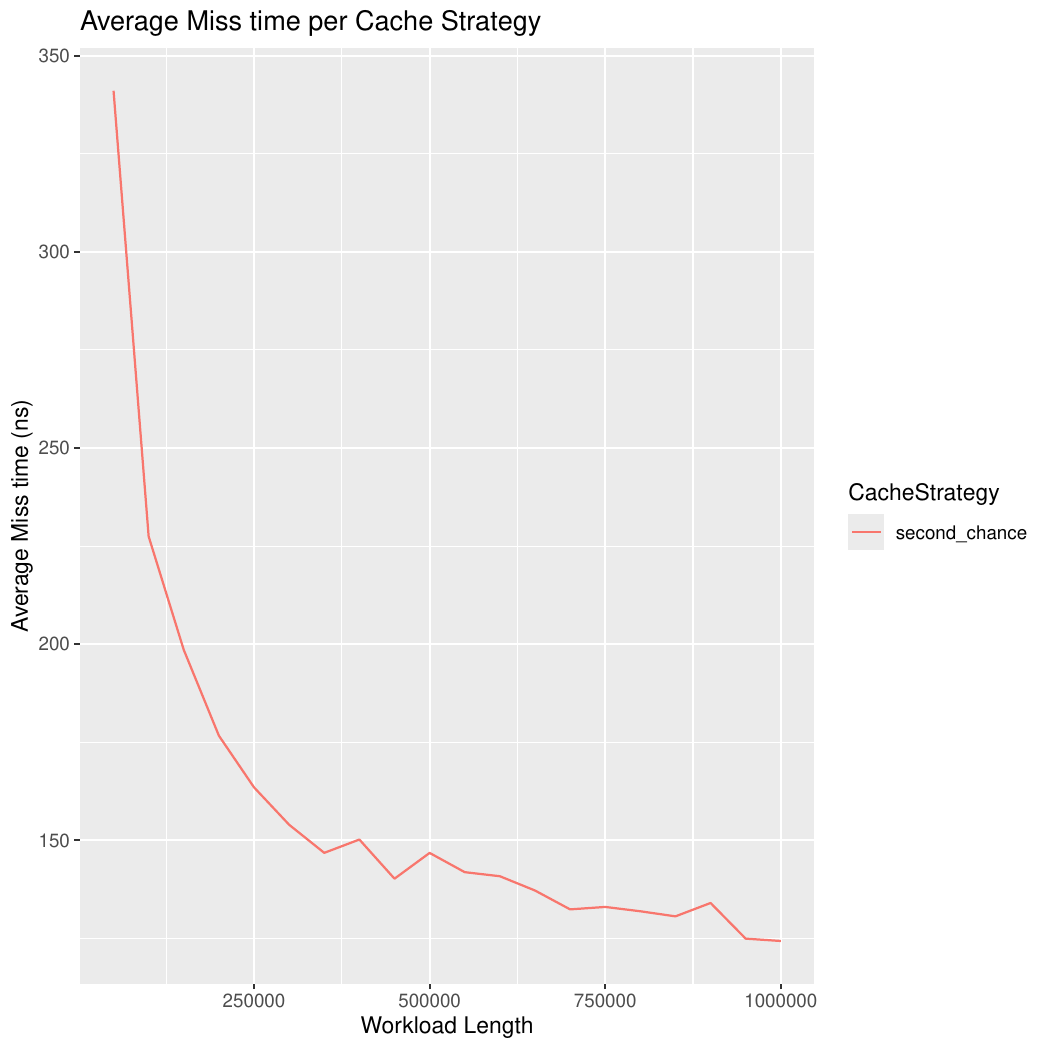 Average Miss time per Cache Strategy
350
300
250
200
150
Average Miss time (ns)
250000
500000
750000
1000000
Workload Length
CacheStrategy
second_chance